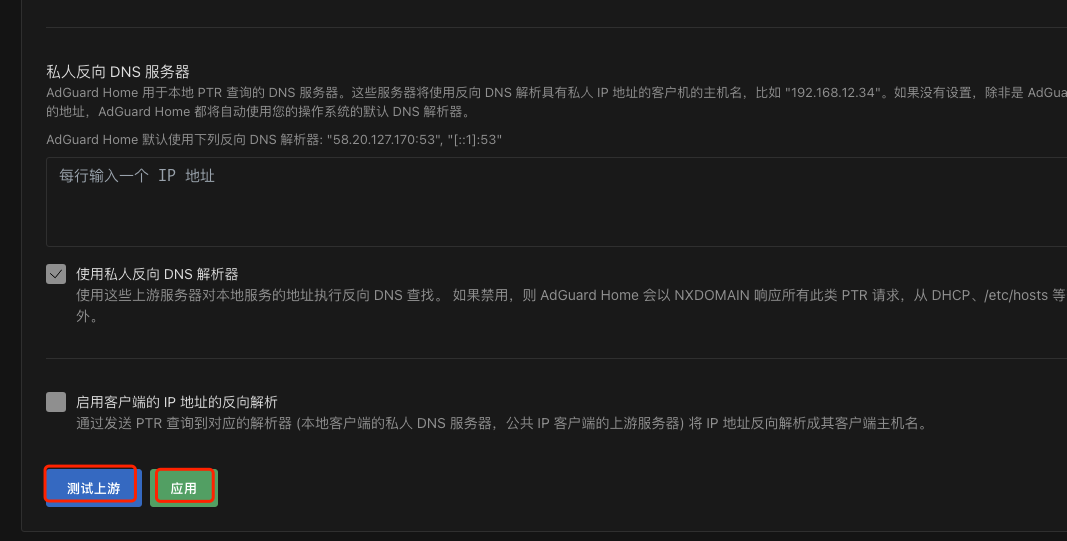 私人反向 DNS 服务器
AdGuard Home 用于本地 PTR 查询的 DNS 服务器。这些服务器将使用反向 DNS 解析具有私人 IP 地址的客户机的主机名，比如 "192.168.12.34"。如果没有设置，除非是 AdGua
的地址，AdGuard Home 都将自动使用您的操作系统的默认 DNS 解析器。
AdGuard Home 默认使用下列反向 DNS 解析器: "58.20.127.170:53", "[::1]:53"
每行输入一个 IP 地址
使用私人反向 DNS 解析器
使用这些上游服务器对本地服务的地址执行反向 DNS 查找。 如果禁用，则 AdGuard Home 会以 NXDOMAIN 响应所有此类 PTR 请求，从 DHCP、/etc/hosts 等
外。
启用客户端的 IP 地址的反向解析
通过发送 PTR 查询到对应的解析器 (本地客户端的私人 DNS 服务器，公共 IP 客户端的上游服务器) 将 IP 地址反向解析成其客户端主机名。
测试上游 应用